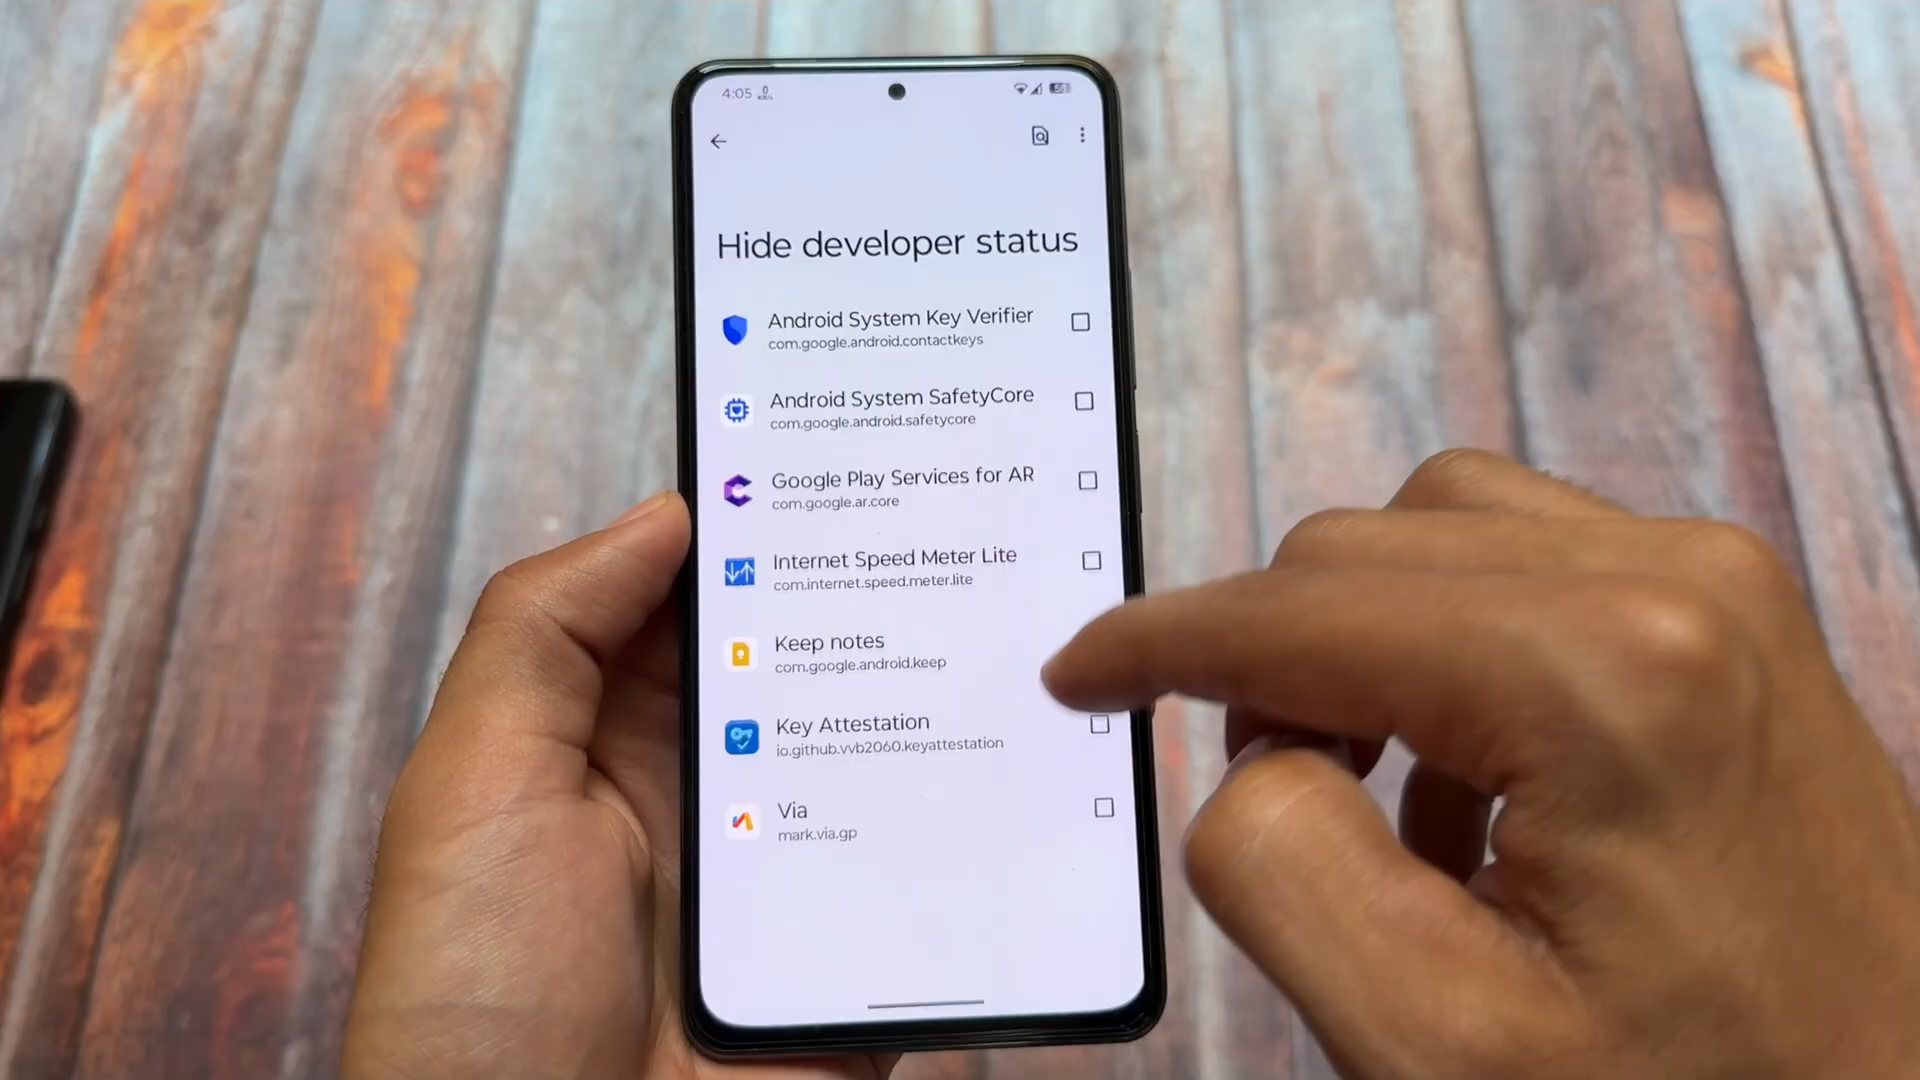 4:05
Hide developer status
Android System Key Verifier
com.google.android.contactkeys
Android System SafetyCore
com.google.android.safetycore
Google Play Services for AR
com.google.ar.core
Internet Speed Meter Lite
com.internet.speed.meter.lite
Keep notes
com.google.android.keep
Key Attestation
io.github.vvb2060.keyattestation
Via
mark.via.gp